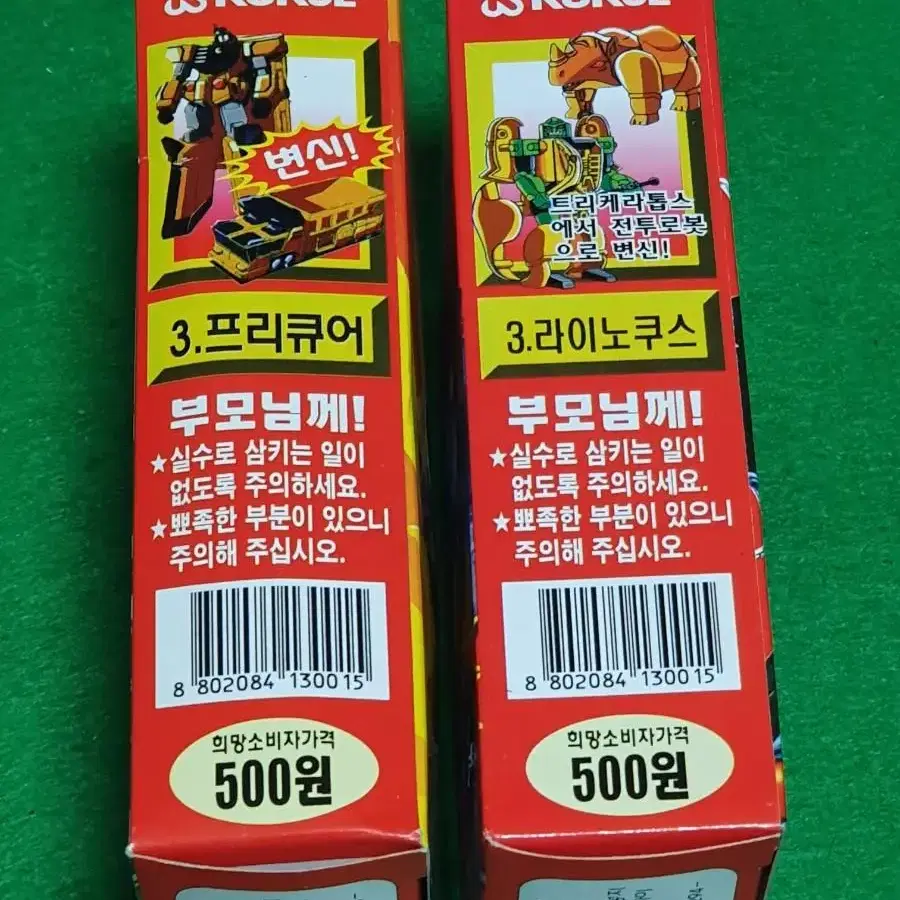 변신!
3.프리큐어
부모님께!
★실수로 삼키는 일이
없도록 주의하세요.
★뾰족한 부분이 있으니
주의해 주십시오.
8 802084 130015
희망소비자가격
500원
트리케라톱스
에서 전투로봇
으로 변신!
3.라이노쿠스
부모님께!
★실수로 삼키는 일이
없도록 주의하세요.
★뾰족한 부분이 있으니
주의해 주십시오.
8 802084 130015
희망소비자가격
500원